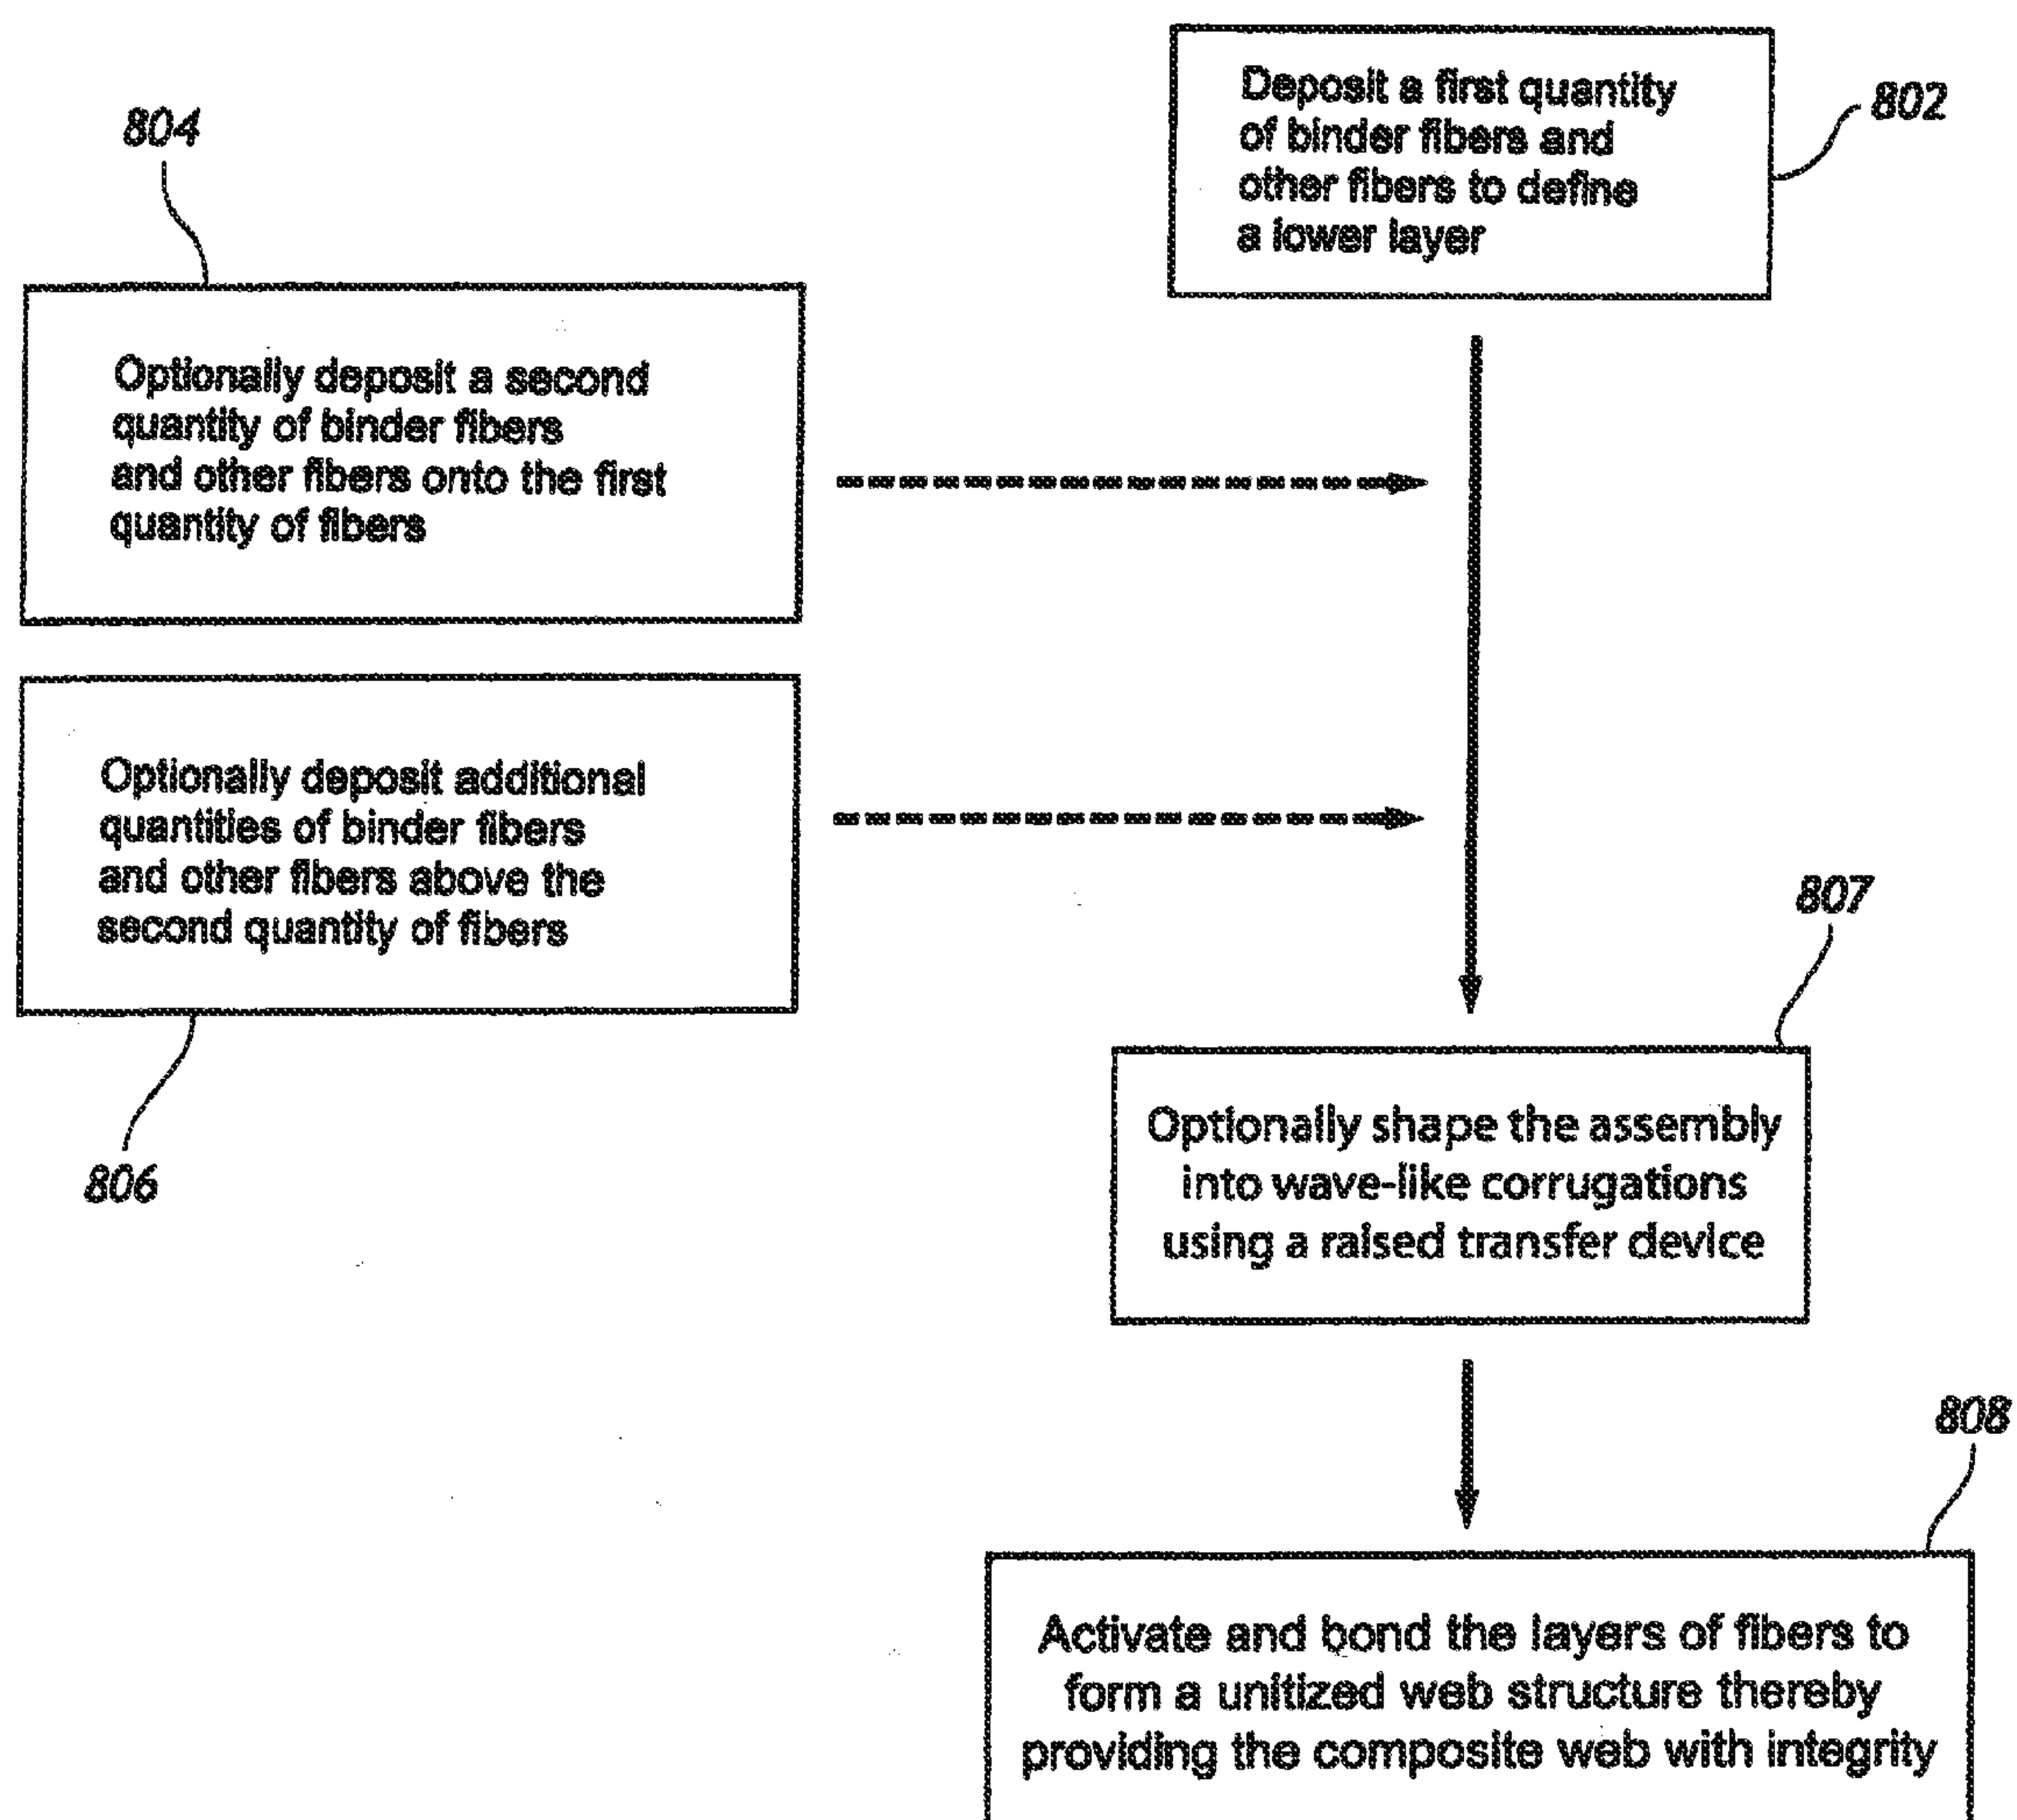 Deposit a first quantity
of binder fibers and
other fibers to define
a lower layer
802
804
Optionally deposit a second
quantity of binder fibers
and other fibers onto the first
quantity of fibers
Optionally deposit additional
quantities of binder fibers
and other fibers above the
second quantity of fibers
806
807
Optionally shape the assembly
into wave-like corrugations
using a raised transfer device
808
Activate and bond the layers of fibers to
form a unitized web structure thereby
providing the composite web with integrity